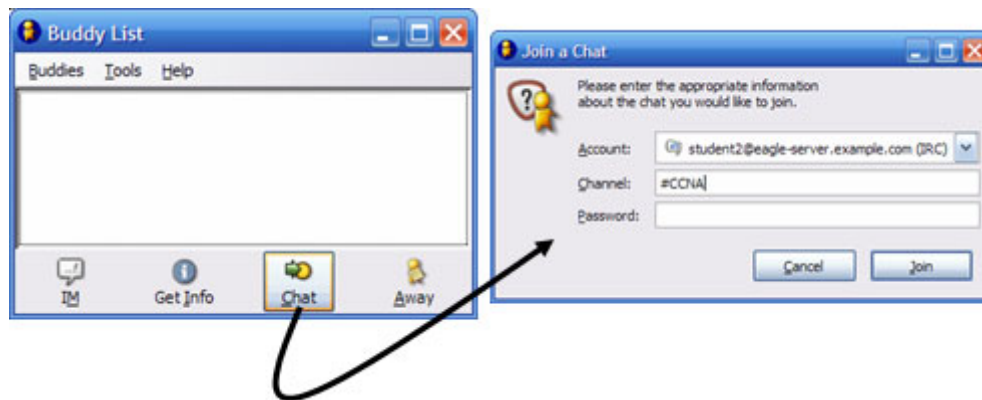 Buddy List
Buddies Tools Help
IM Get Info Chat Away
Join a Chat
Please enter the appropriate information
about the chat you would like to join.
Account: student2@eagle-server.example.com (IRC)
Channel: #CCNA
Password:
Cancel Join